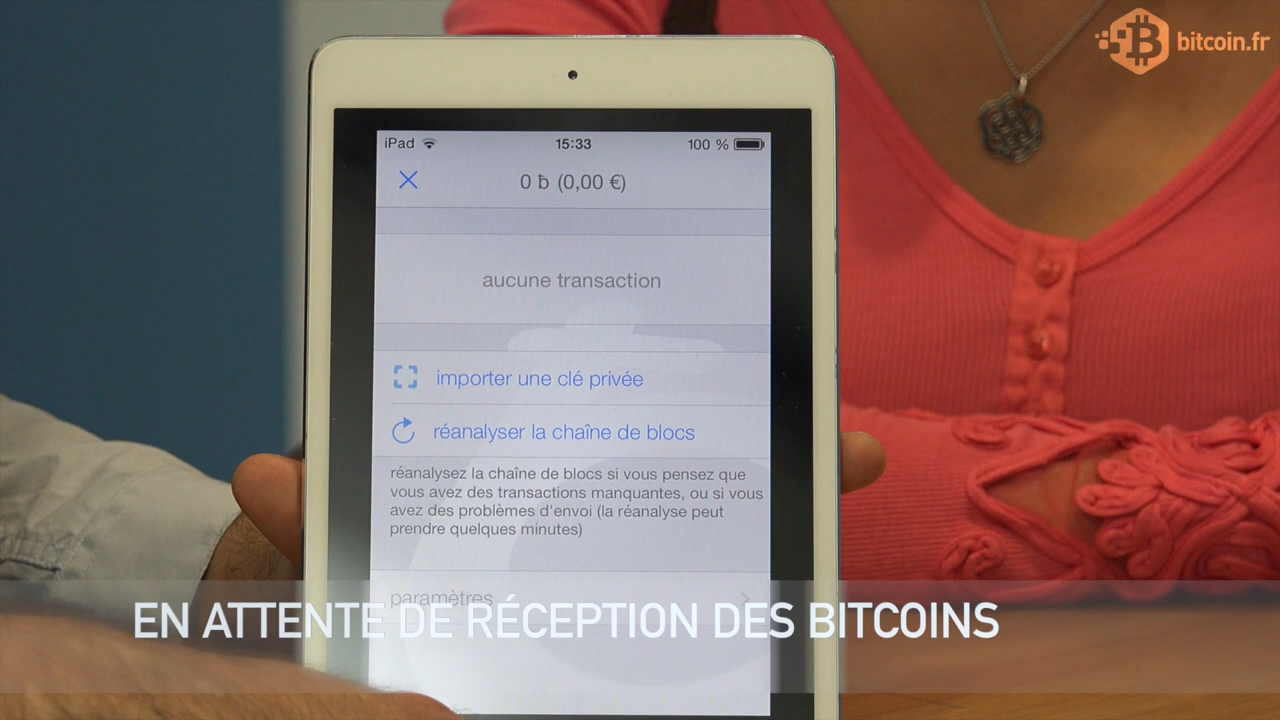 bitcoin.fr
iPad 15:33 100 %
0 ƀ (0,00 €)
aucune transaction
importer une clé privée
réanalyser la chaîne de blocs
réanalysez la chaîne de blocs si vous pensez que
vous avez des transactions manquantes, ou si vous
avez des problèmes d'envoi (la réanalyse peut
prendre quelques minutes)
paramètres
EN ATTENTE DE RÉCEPTION DES BITCOINS